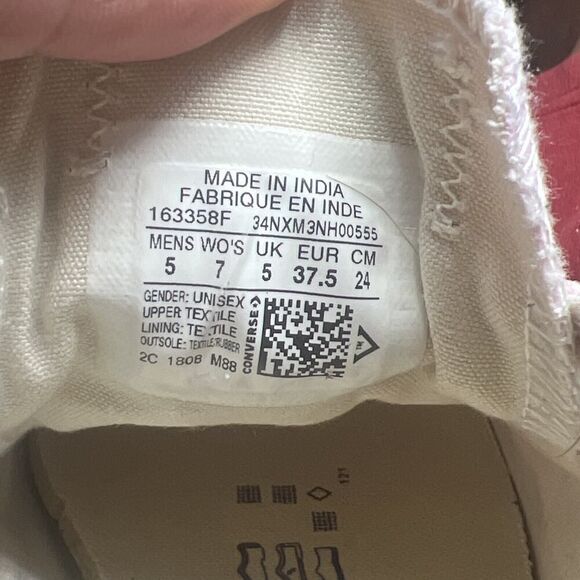 MADE IN INDIA
FABRIQUE EN INDE
163358F 34NXM3NH00555
MENS WO'S UK EUR CM
5 7 5 37.5 24
GENDER: UNISEX
UPPER TEXTILE
LINING: TEXTILE
OUTSOLE: TEXTILE/RUBBER
2C 1808 M88
CONVERSE
121